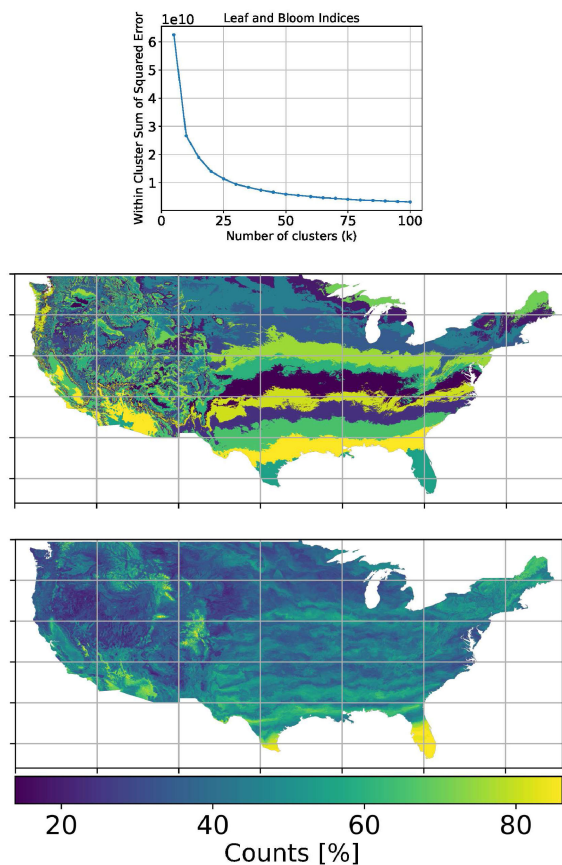 Leaf and Bloom Indices
1e10
6
5
4
3
2
1
Within Cluster Sum of Squared Error
0 25 50 75 100
Number of clusters (k)
20 40 60 80
Counts [%]